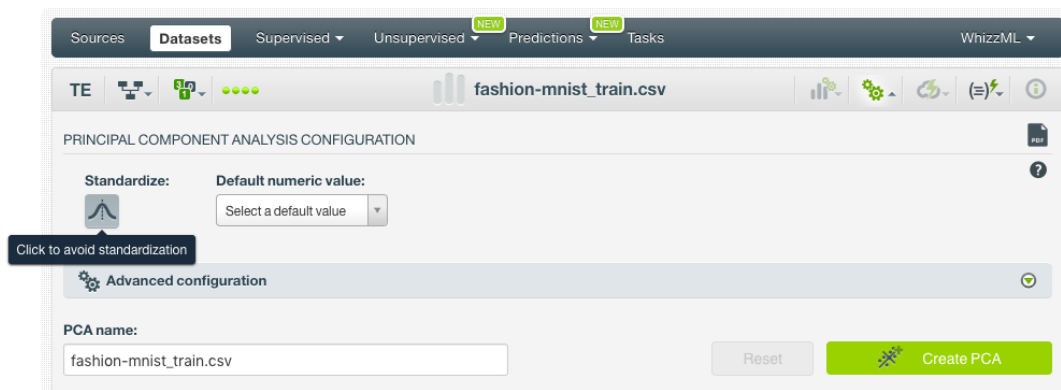 NEW NEW
Sources Datasets Supervised Unsupervised Predictions Tasks WhizzML
TE fashion-mnist_train.csv (=)
PRINCIPAL COMPONENT ANALYSIS CONFIGURATION PDF
Standardize: Default numeric value: ?
Select a default value
Click to avoid standardization
Advanced configuration
PCA name:
fashion-mnist_train.csv Reset Create PCA